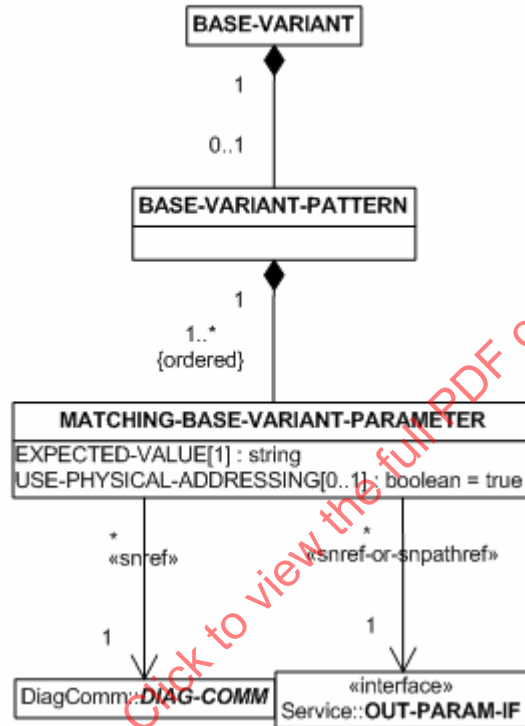 BASE-VARIANT
1
0..1
BASE-VARIANT-PATTERN
1
1..*
{ordered}
MATCHING-BASE-VARIANT-PARAMETER
EXPECTED-VALUE[1] : string
USE-PHYSICAL-ADDRESSING[0..1] : boolean = true
*
«snref»
*
«snref-or-snpathref»
1
1
DiagComm::DIAG-COMM
«interface»
Service::OUT-PARAM-IF
Click to view the full PDF